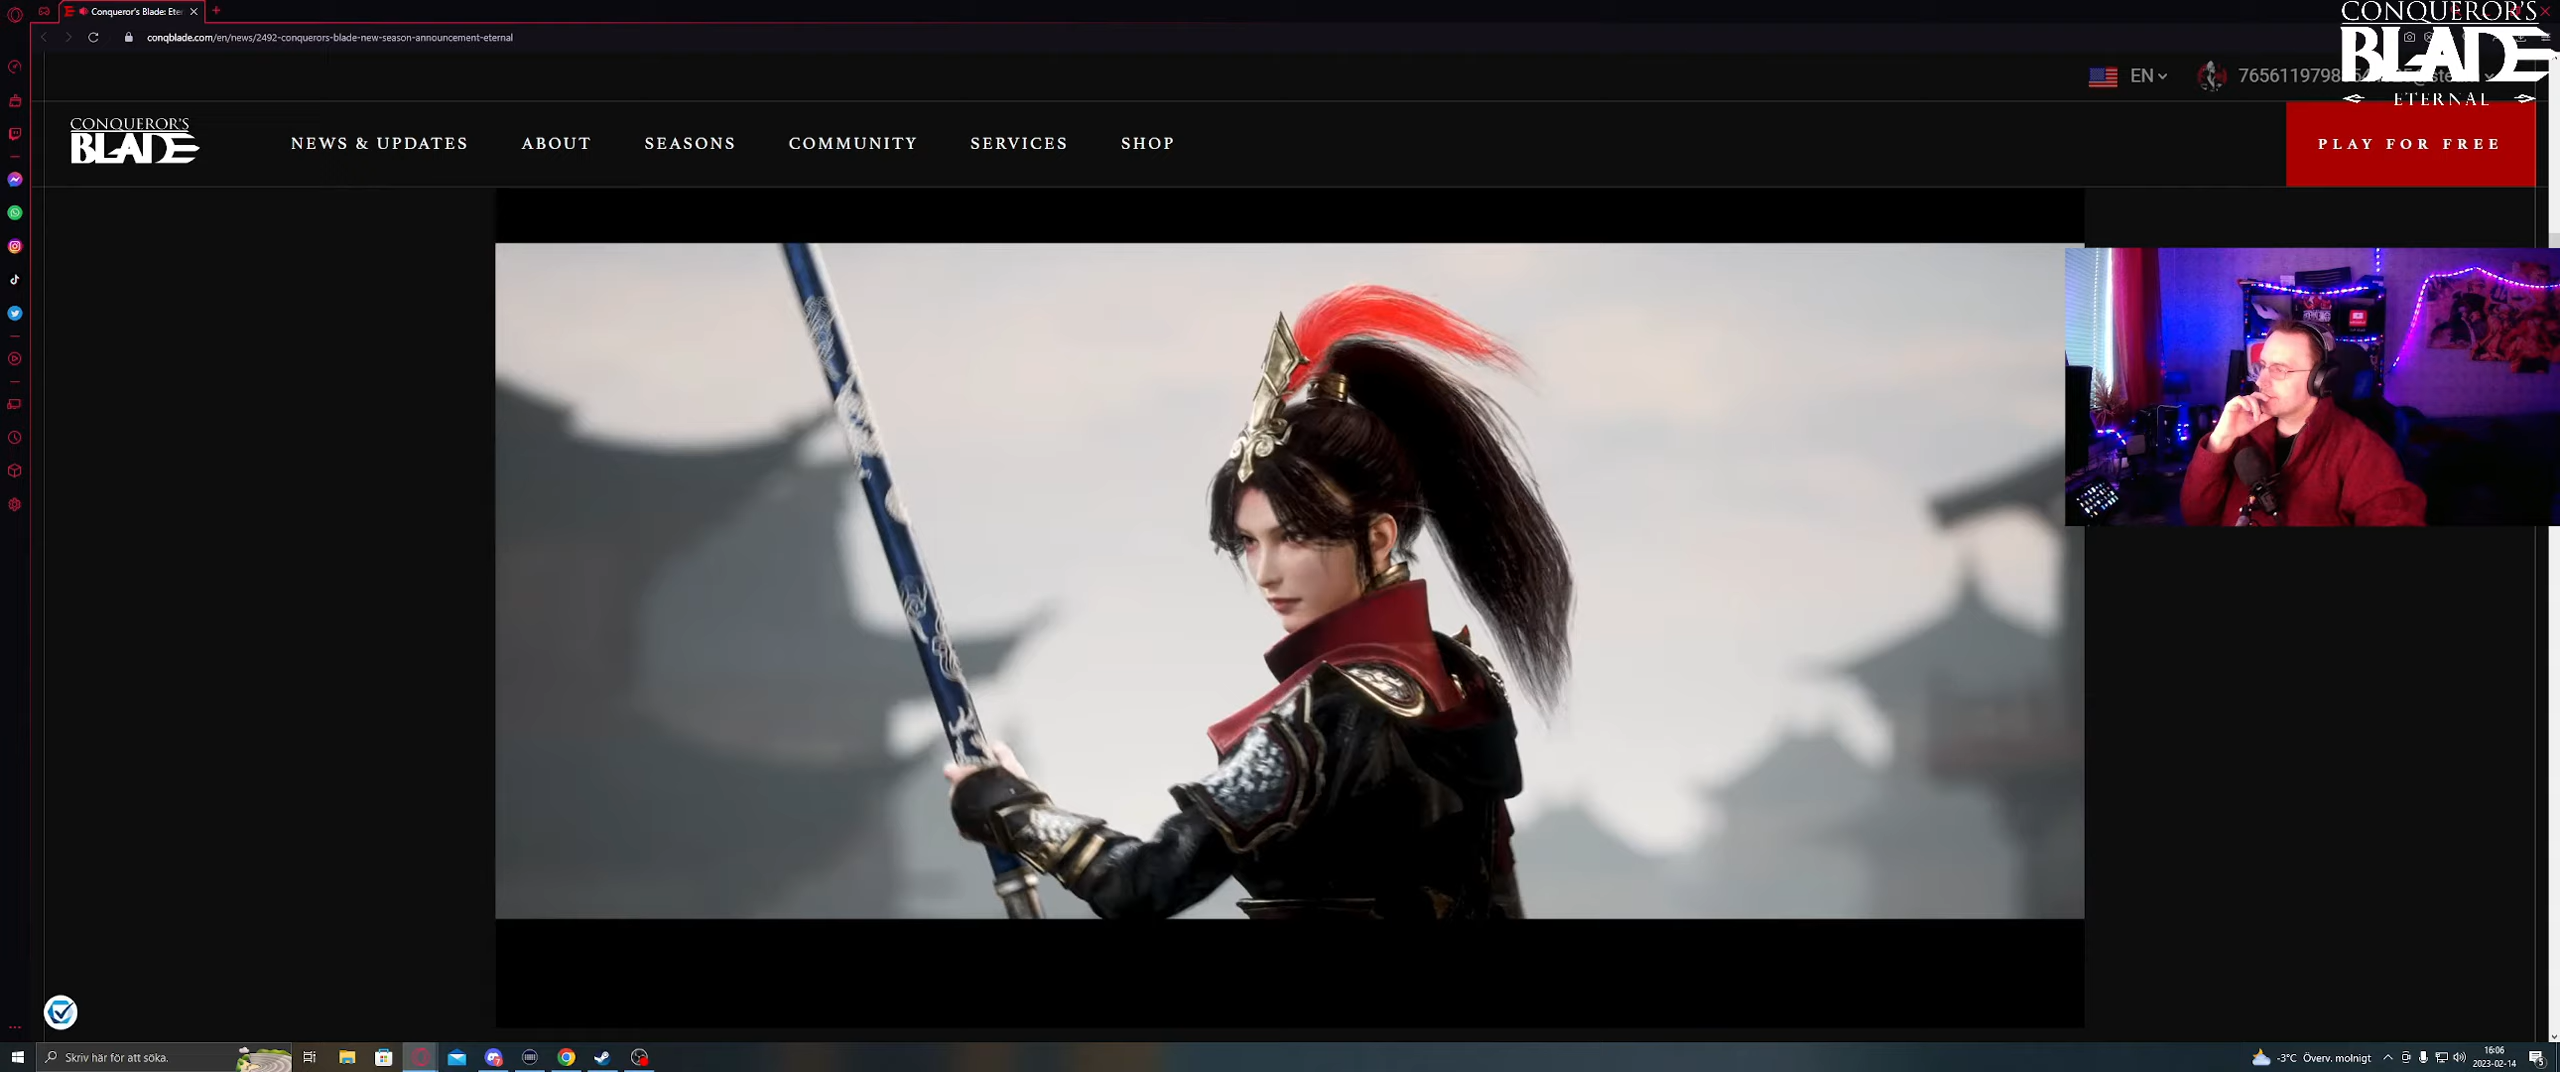 Conqueror's Blade: Eter
conqblade.com/en/news/2492-conquerors-blade-new-season-announcement-eternal
CONQUEROR'S
BLADE
ETERNAL
EN
CONQUEROR'S
BLADE
NEWS & UPDATES
ABOUT
SEASONS
COMMUNITY
SERVICES
SHOP
PLAY FOR FREE
Skriv här för att söka.
-3°C Överv. molnigt
16:06
2023-02-14